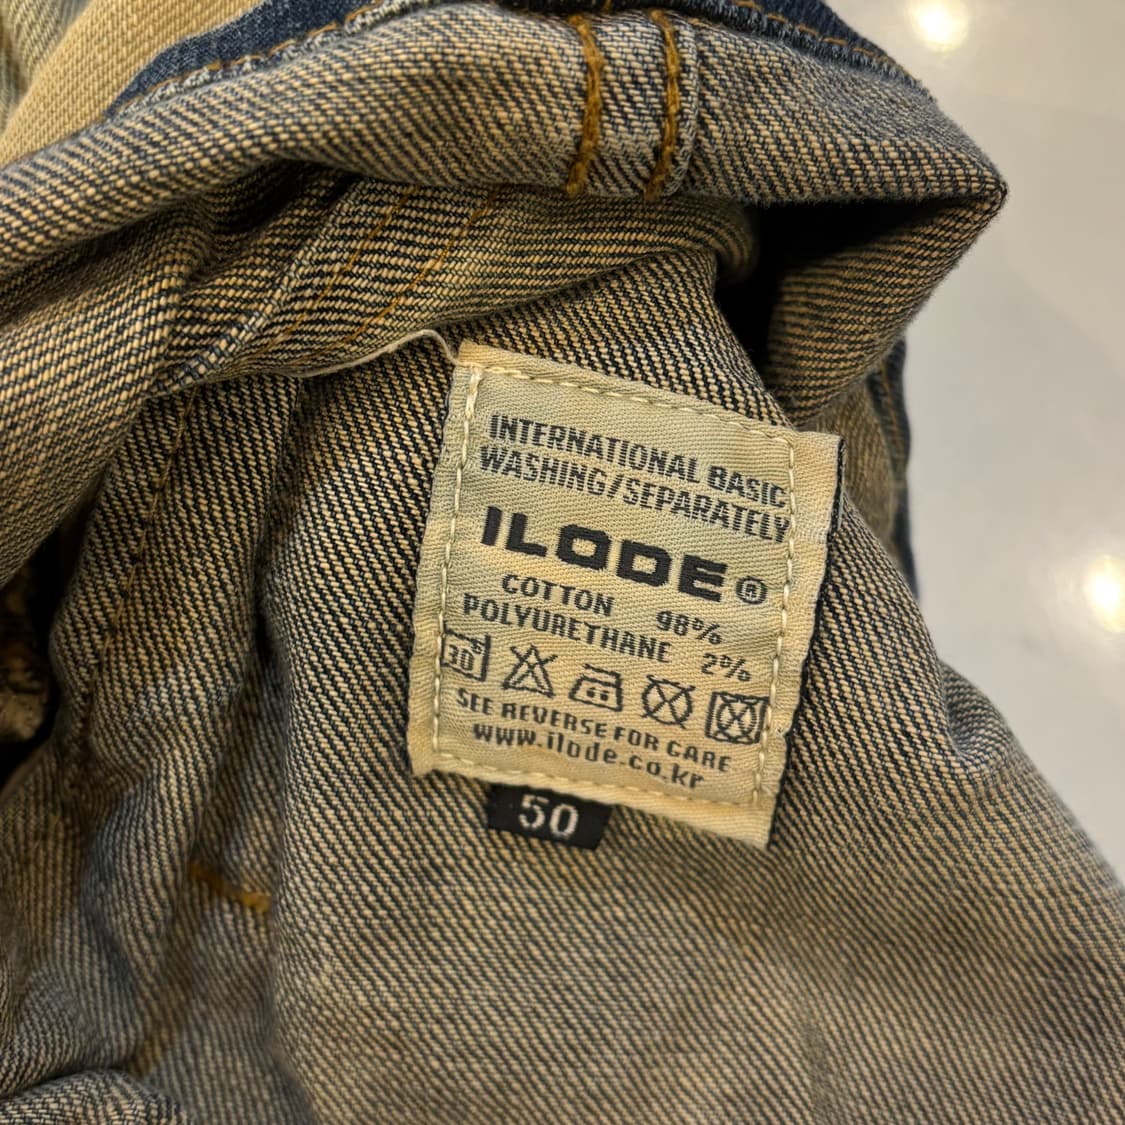 INTERNATIONAL BASIC
WASHING/SEPARATELY
ILODE®
COTTON 98%
POLYURETHANE 2%
30°
SEE REVERSE FOR CARE
www.ilode.co.kr
50